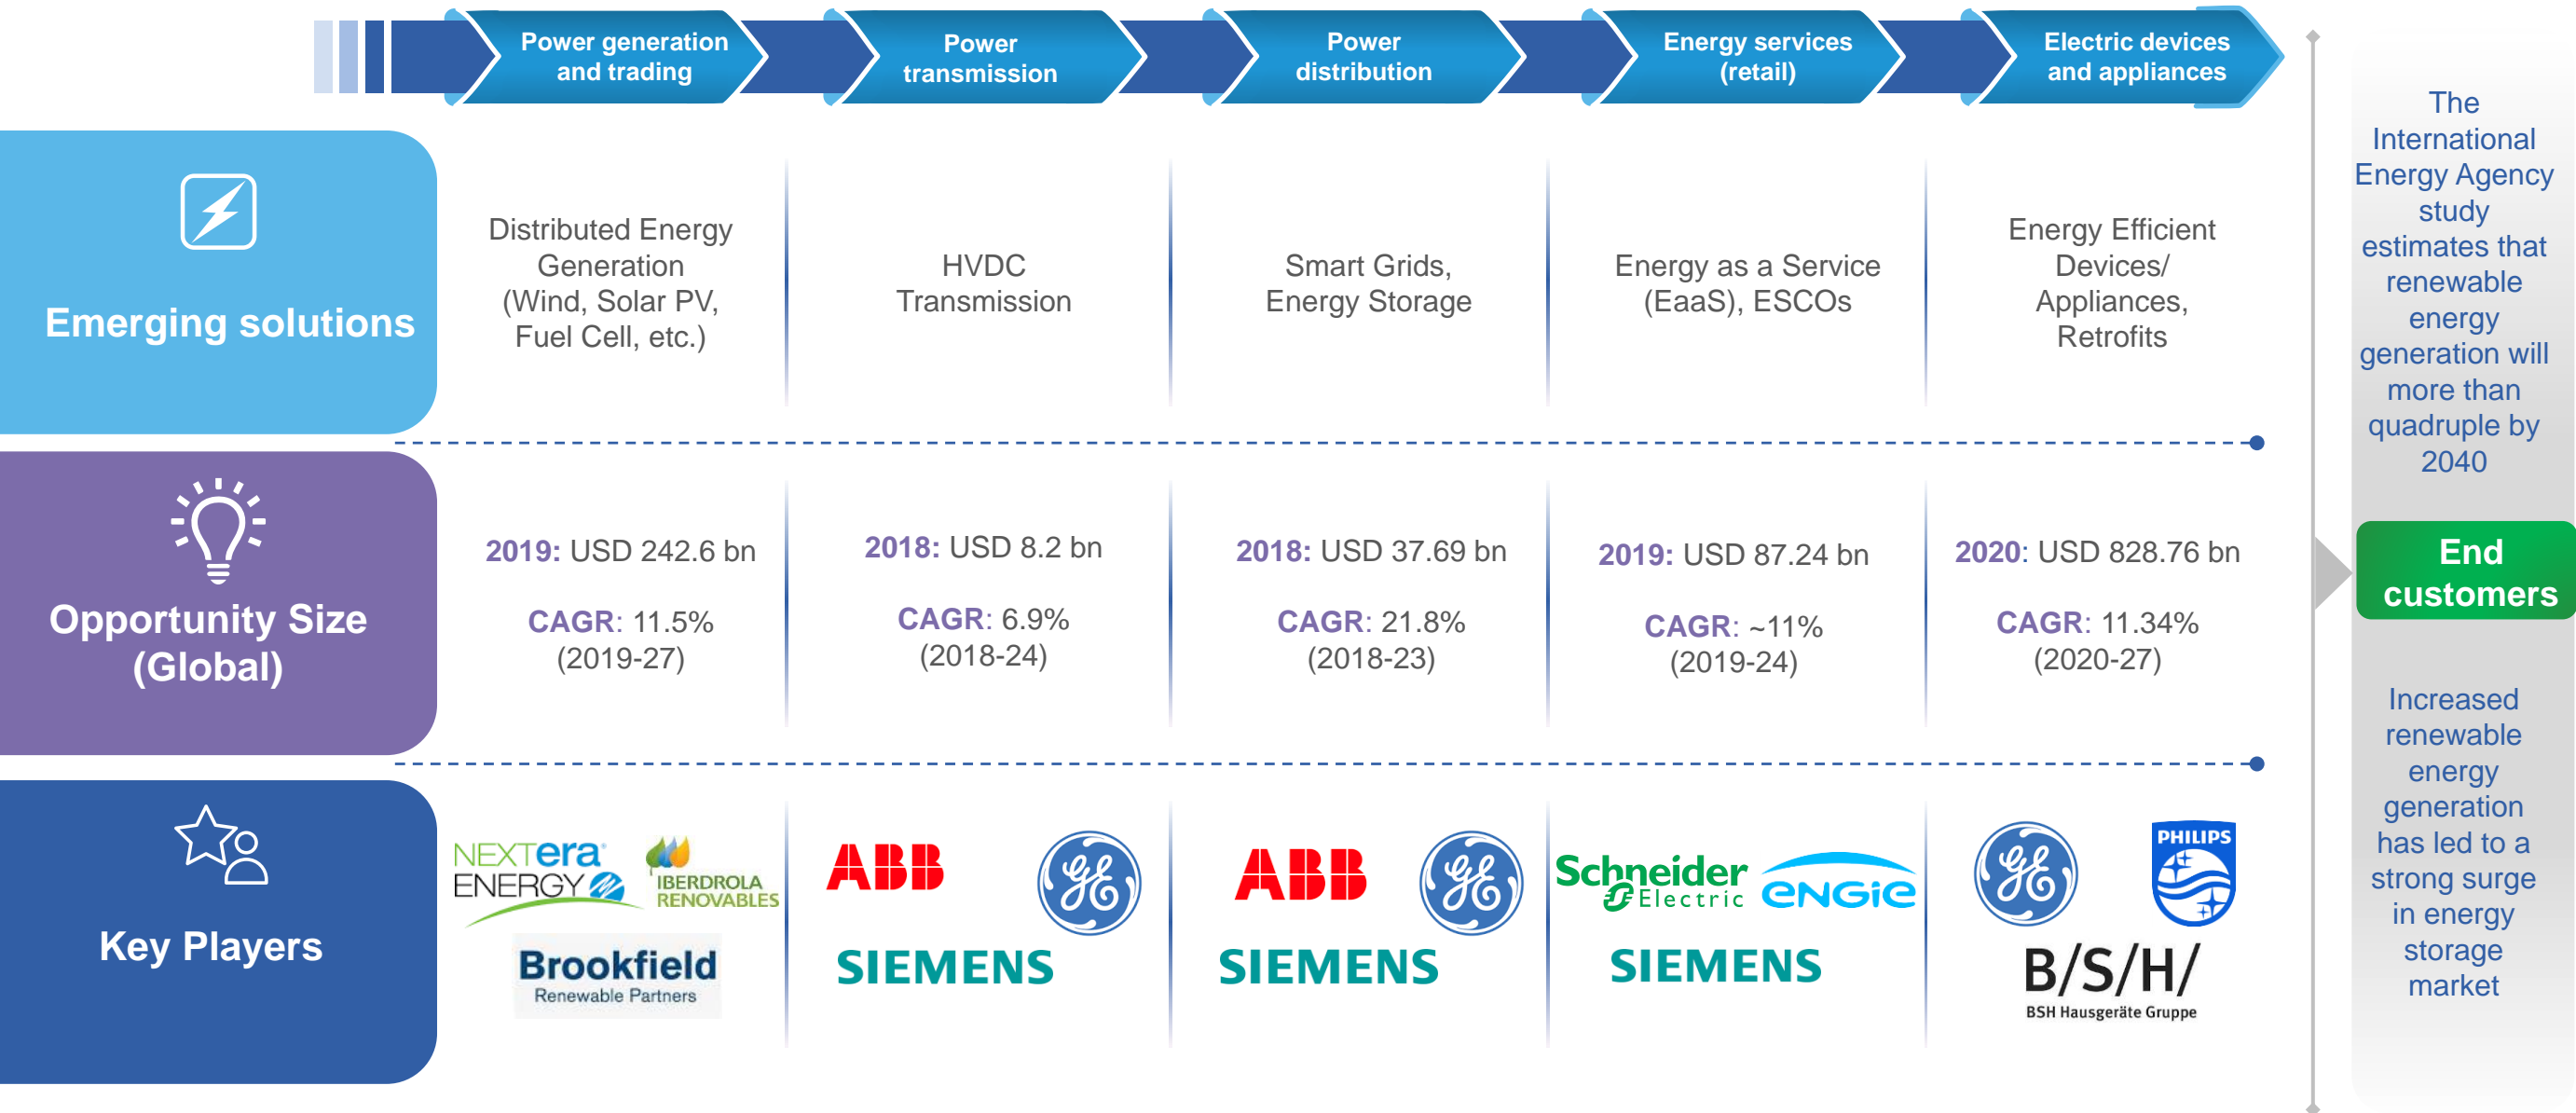 Power generation
and trading
Power
transmission
Power
distribution
Energy services
(retail)
Electric devices
and appliances
Emerging solutions
Distributed Energy
Generation
(Wind, Solar PV,
Fuel Cell, etc.)
HVDC
Transmission
Smart Grids,
Energy Storage
Energy as a Service
(EaaS), ESCOs
Energy Efficient
Devices/
Appliances,
Retrofits
Opportunity Size
(Global)
2019: USD 242.6 bn
CAGR: 11.5%
(2019-27)
2018: USD 8.2 bn
CAGR: 6.9%
(2018-24)
2018: USD 37.69 bn
CAGR: 21.8%
(2018-23)
2019: USD 87.24 bn
CAGR: ~11%
(2019-24)
2020: USD 828.76 bn
CAGR: 11.34%
(2020-27)
Key Players
NEXTera
ENERGY
IBERDROLA
RENOVABLES
Brookfield
Renewable Partners
ABB
GE
SIEMENS
ABB
GE
SIEMENS
Schneider
Electric
ENGIE
SIEMENS
GE
PHILIPS
B/S/H/
BSH Hausgeräte Gruppe
The
International
Energy Agency
study
estimates that
renewable
energy
generation will
more than
quadruple by
2040
End
customers
Increased
renewable
energy
generation
has led to a
strong surge
in energy
storage
market